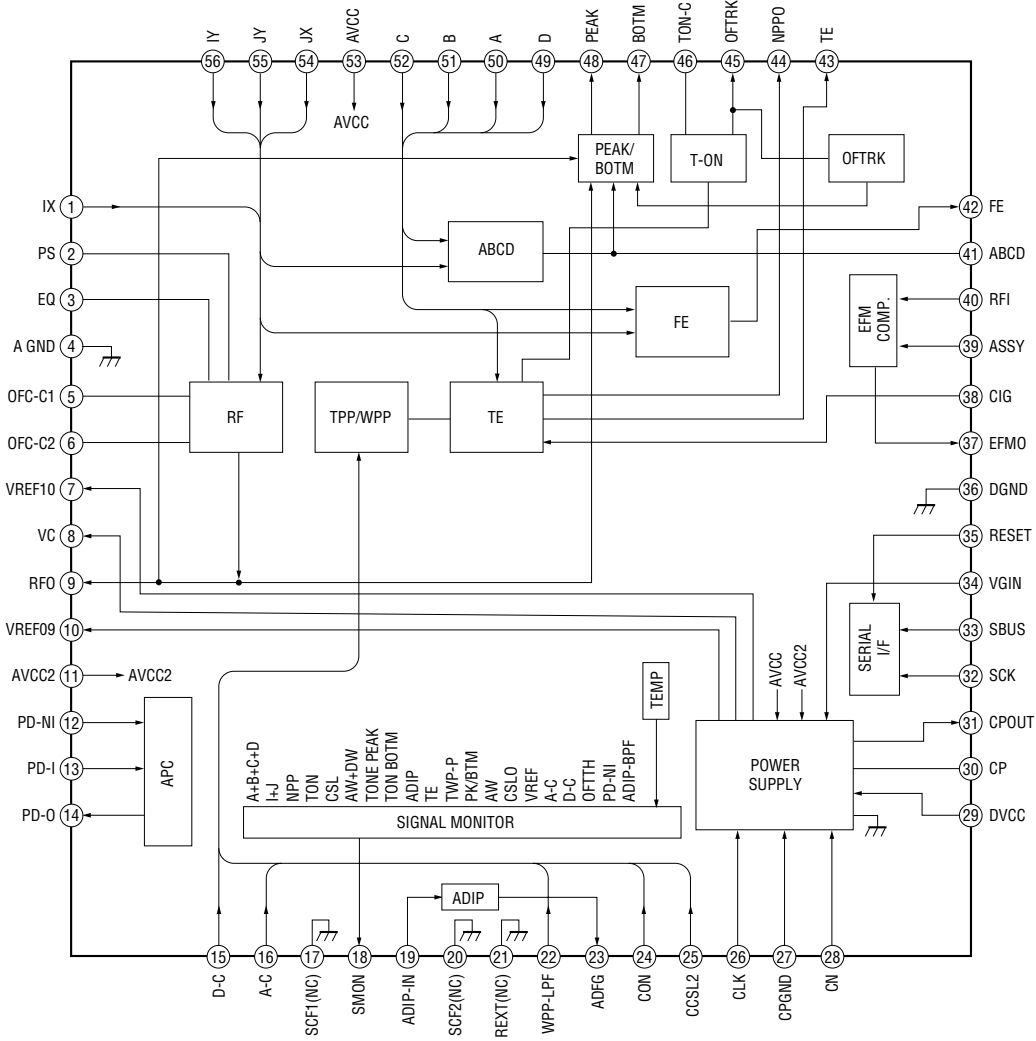 IY
JY
JX
AVCC
C
B
A
D
PEAK
BOTM
TON-C
OFTRK
NPPO
TE
56
55
54
53
52
51
50
49
48
47
46
45
44
43
AVCC
PEAK/
BOTM
T-ON
OFTRK
IX
1
42
FE
PS
2
ABCD
41
ABCD
EQ
3
FE
EFM
COMP.
40
RFI
A GND
4
39
ASSY
OFC-C1
5
RF
TPP/WPP
TE
38
CIG
OFC-C2
6
37
EFMO
VREF10
7
36
DGND
VC
8
35
RESET
RFO
9
34
VGIN
VREF09
10
SERIAL
I/F
33
SBUS
AVCC2
11
AVCC2
TEMP
AVCC
AVCC2
32
SCK
PD-NI
12
APC
31
CPOUT
PD-I
13
POWER
SUPPLY
30
CP
PD-O
14
29
DVCC
A+B+C+D
I+J
NPP
TON
CSL
AW+DW
TONE PEAK
TON BOTM
ADIP
TE
TWP-P
PK/BTM
AW
CSLO
VREF
A-C
D-C
OFTTH
PD-NI
ADIP-BPF
SIGNAL MONITOR
ADIP
15
16
17
18
19
20
21
22
23
24
25
26
27
28
D-C
A-C
SCF1(NC)
SMON
ADIP-IN
SCF2(NC)
REXT(NC)
WPP-LPF
ADFG
CON
CCSL2
CLK
CPGND
CN